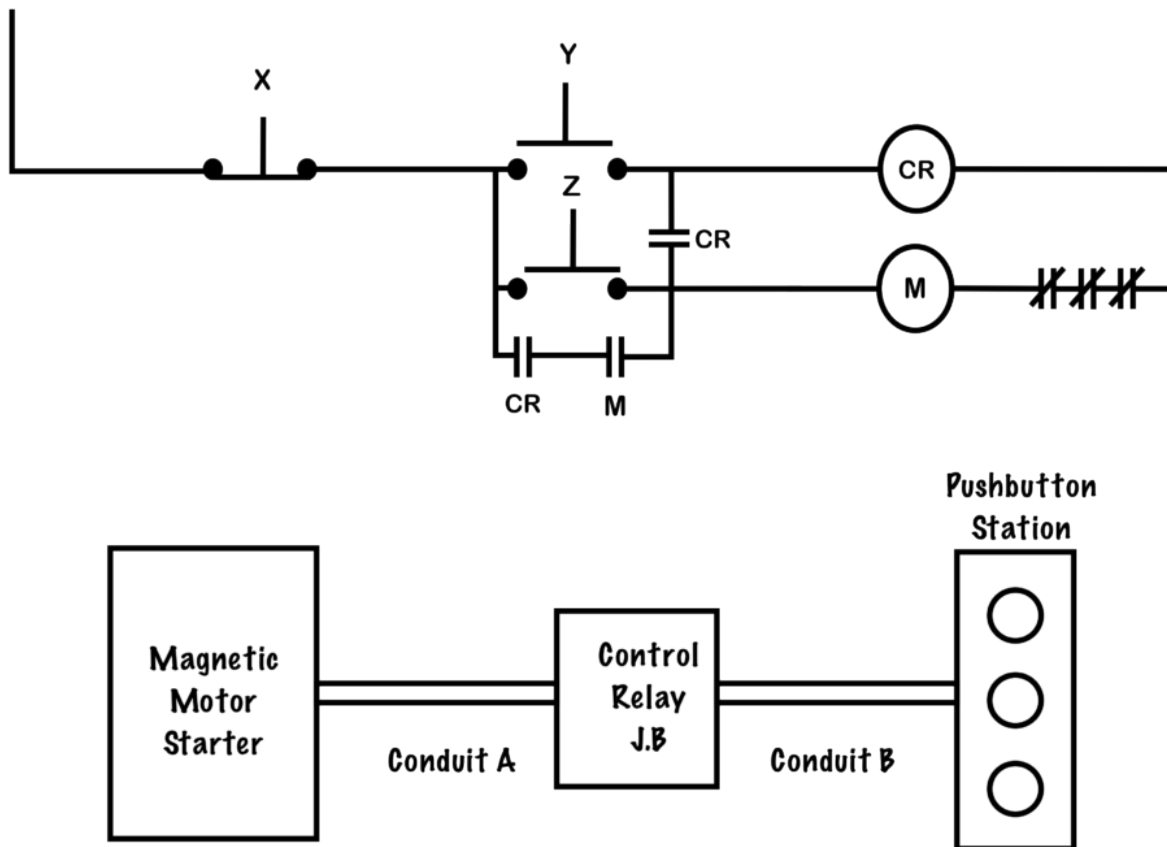 X
Y
Z
CR
CR
M
CR
M
Pushbutton
Station
Magnetic
Motor
Starter
Conduit A
Control
Relay
J.B
Conduit B